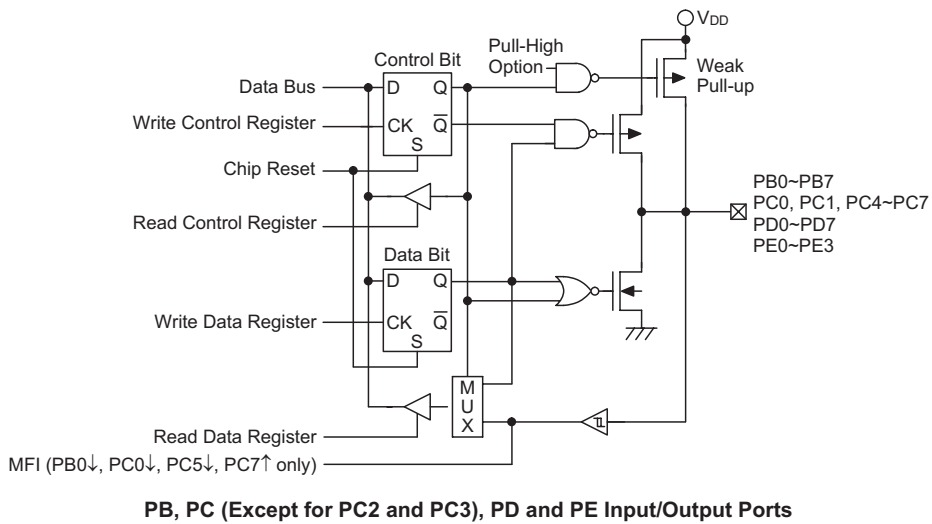 VDD
Pull-High
Option
Weak
Pull-up
Control Bit
Data Bus
D
Q
Write Control Register
CK
Q
S
Chip Reset
Read Control Register
PB0~PB7
PC0, PC1, PC4~PC7
PD0~PD7
PE0~PE3
Data Bit
D
Q
Write Data Register
CK
Q
S
M
U
X
Read Data Register
MFI (PB0↓, PC0↓, PC5↓, PC7↑ only)
PB, PC (Except for PC2 and PC3), PD and PE Input/Output Ports